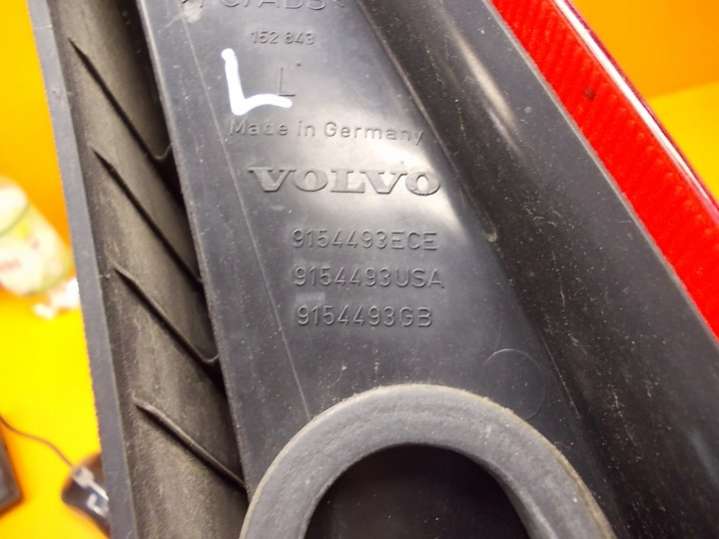 152 843
L
L
Made in Germany
VOLVO
9154493ECE
9154493USA
9154493GB